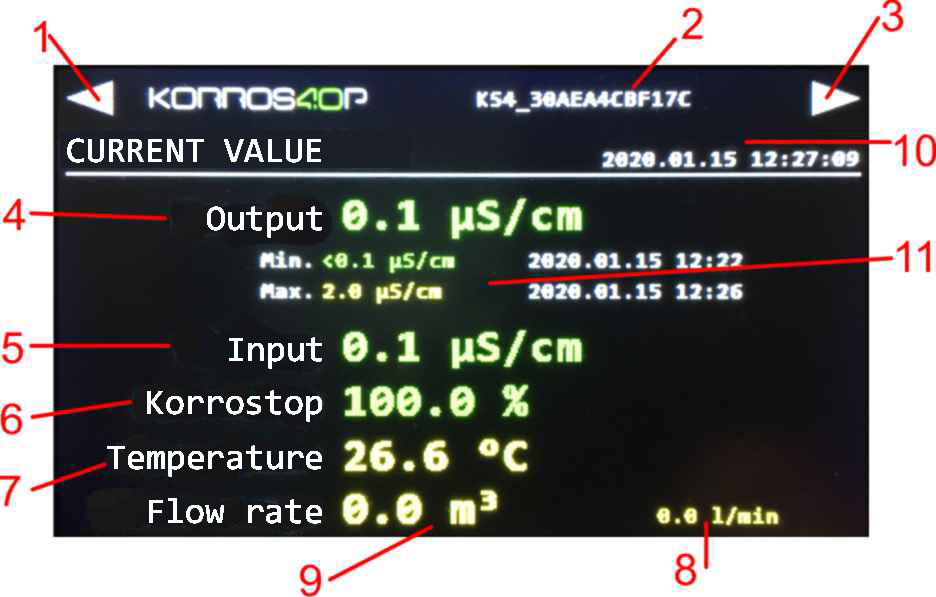 1
2
3
KORROS4.0P
KS4_30AEA4CBF17C
CURRENT VALUE
2020.01.15 12:27:09
10
4
Output 0.1 µS/cm
Min. <0.1 µS/cm 2020.01.15 12:22
11
Max. 2.0 µS/cm 2020.01.15 12:26
5
Input 0.1 µS/cm
6
Korrostop 100.0 %
7
Temperature 26.6 ºC
Flow rate 0.0 m³
0.0 l/min
9
8